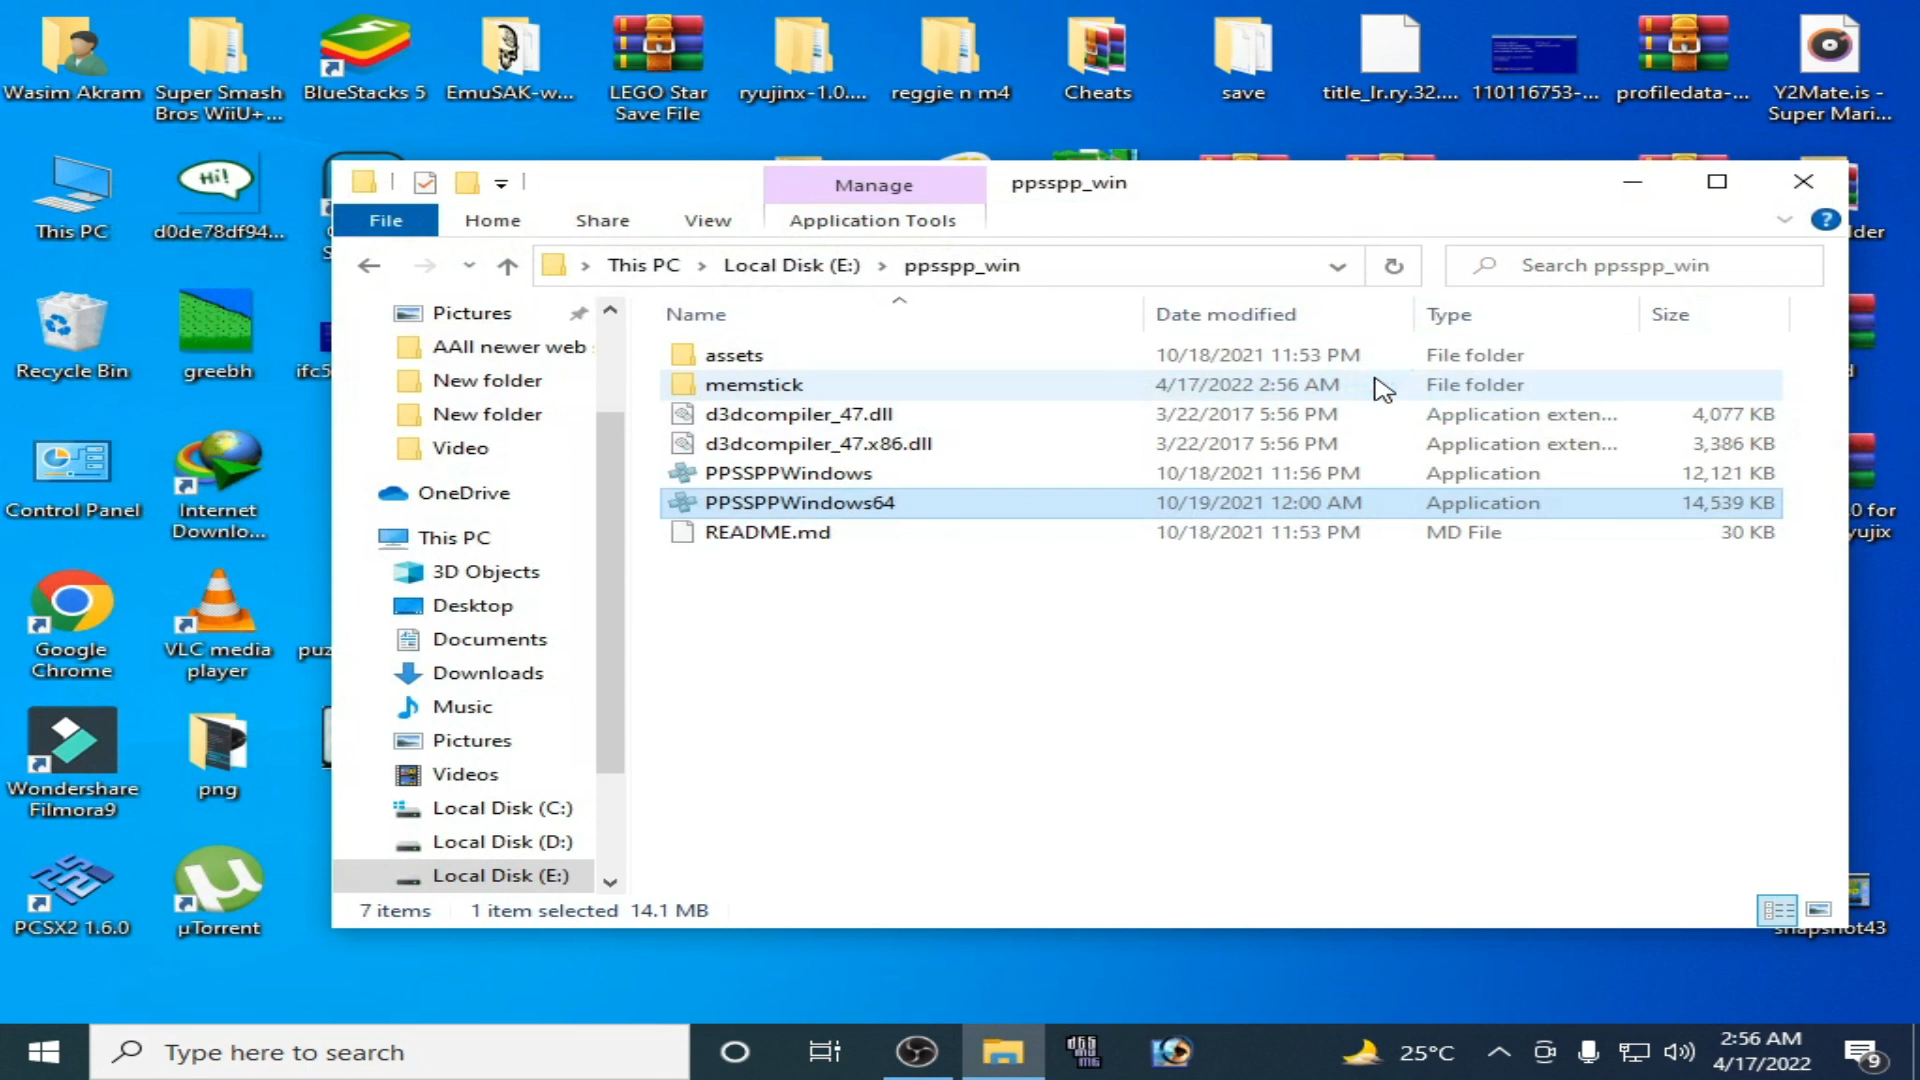 Wasim Akram
Super Smash
Bros WiiU+...
BlueStacks 5
EmuSAK-w...
LEGO Star
Save File
ryujinx-1.0....
reggie n m4
Cheats
save
title_lr.ry.32....
110116753-...
profiledata-...
Y2Mate.is -
Super Mari...
This PC
Hi!
d0de78df94...
Recycle Bin
greebh
ifc5
Control Panel
Internet
Downlo...
Google
Chrome
VLC media
player
puz
Wondershare
Filmora9
png
PCSX2 1.6.0
µTorrent
lder
.0 for
yujix
snapshot43
Manage
ppsspp_win
File
Home
Share
View
Application Tools
This PC
Local Disk (E:)
ppsspp_win
Search ppsspp_win
Pictures
AAll newer web
New folder
New folder
Video
OneDrive
This PC
3D Objects
Desktop
Documents
Downloads
Music
Pictures
Videos
Local Disk (C:)
Local Disk (D:)
Local Disk (E:)
Name Date modified Type Size
assets 10/18/2021 11:53 PM File folder
memstick 4/17/2022 2:56 AM File folder
d3dcompiler_47.dll 3/22/2017 5:56 PM Application exten... 4,077 KB
d3dcompiler_47.x86.dll 3/22/2017 5:56 PM Application exten... 3,386 KB
PPSSPPWindows 10/18/2021 11:56 PM Application 12,121 KB
PPSSPPWindows64 10/19/2021 12:00 AM Application 14,539 KB
README.md 10/18/2021 11:53 PM MD File 30 KB
7 items 1 item selected 14.1 MB
Type here to search
25°C
2:56 AM
4/17/2022
9